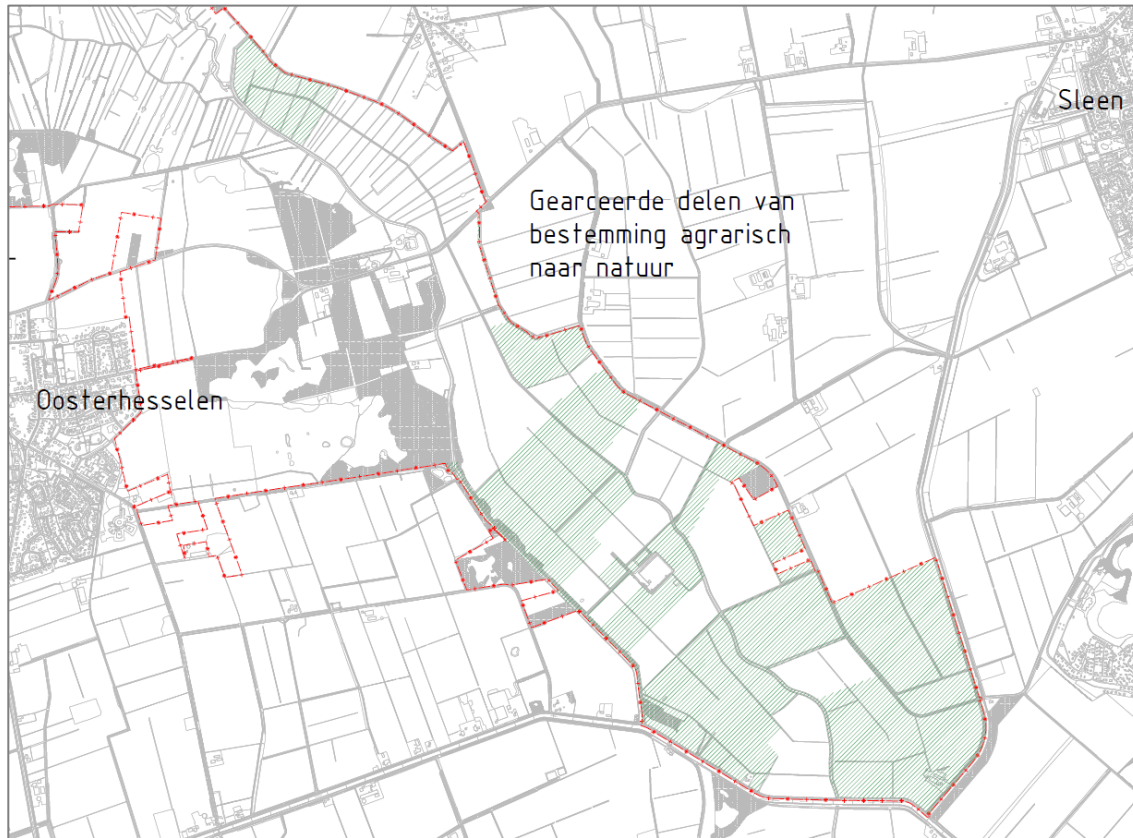 Sleen
Gearceerde delen van
bestemming agrarisch
naar natuur
Oosterhesselen